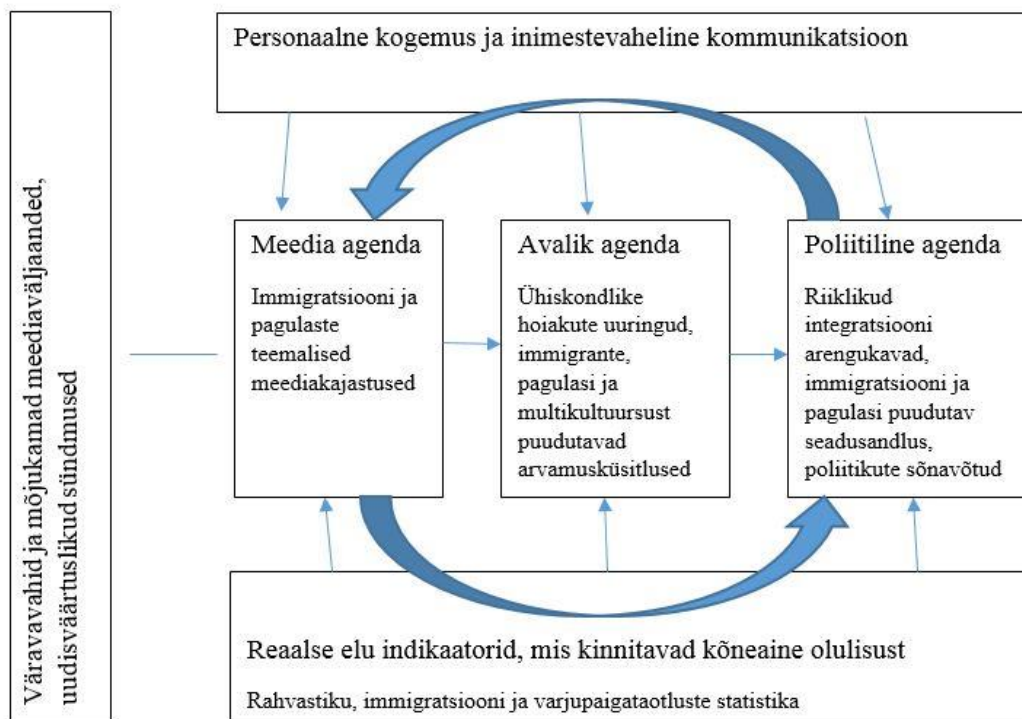 Väravavahid ja mõjukamad meediaväljaanded,
uudisväärtuslikud sündmused
Personaalne kogemus ja inimestevaheline kommunikatsioon
Meedia agenda
Immigratsiooni ja
pagulaste
teemalised
meediakajastused
Avalik agenda
Ühiskondlike
hoiakute uuringud,
immigrante,
pagulasi ja
multikultuursust
puudutavad
arvamusküsitlused
Poliitiline agenda
Riiklikud
integratsiooni
arengukavad,
immigratsiooni ja
pagulasi puudutav
seadusandlus,
poliitikute sõnavõtud
Reaalse elu indikaatorid, mis kinnitavad kõneaine olulisust
Rahvastiku, immigratsiooni ja varjupaigataotluste statistika